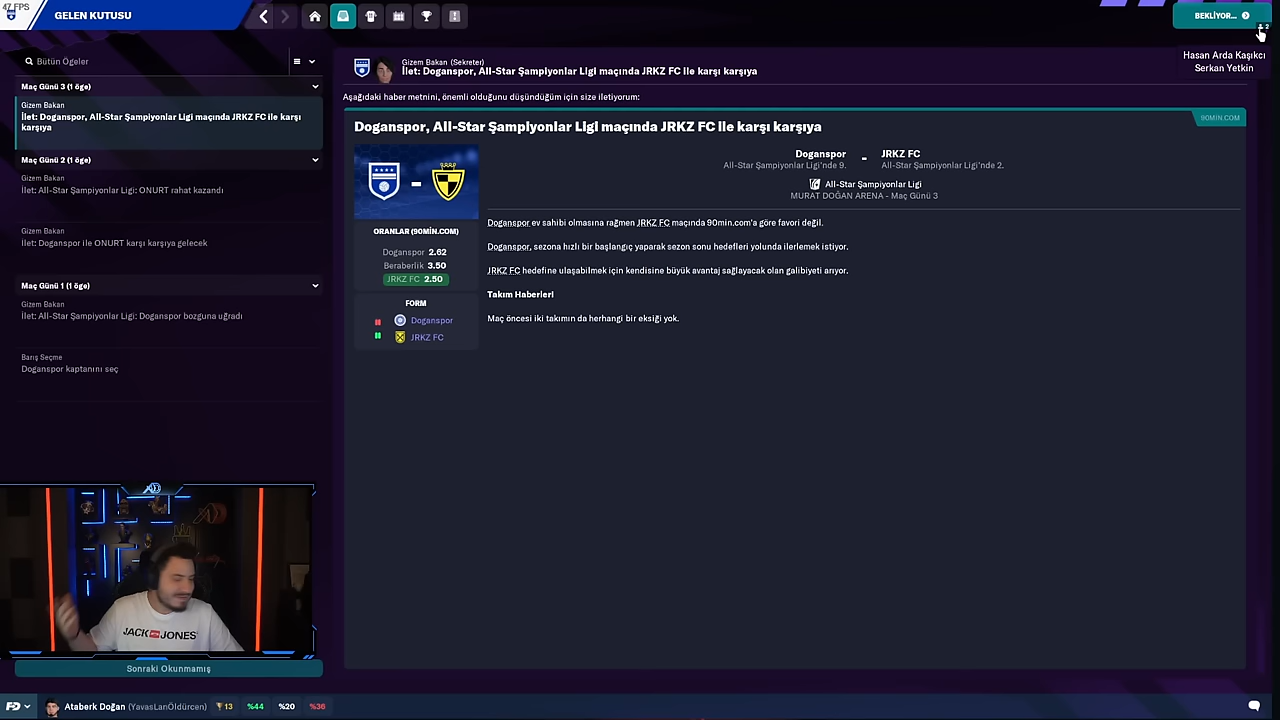 47 FPS
GELEN KUTUSU
BEKLİYOR...
2
Hasan Arda Kaşıkcı
Serkan Yetkin
Bütün Ögeler
Maç Günü 3 (1 öge)
Gizem Bakan
İlet: Doganspor, All-Star Şampiyonlar Ligi maçında JRKZ FC ile karşı
karşıya
Maç Günü 2 (1 öge)
Gizem Bakan
İlet: All-Star Şampiyonlar Ligi: ONURT rahat kazandı
Gizem Bakan
İlet: Doganspor ile ONURT karşı karşıya gelecek
Maç Günü 1 (1 öge)
Gizem Bakan
İlet: All-Star Şampiyonlar Ligi: Doganspor bozguna uğradı
Barış Seçme
Doganspor kaptanını seç
Gizem Bakan (Sekreter)
İlet: Doganspor, All-Star Şampiyonlar Ligi maçında JRKZ FC ile karşı karşıya
Aşağıdaki haber metnini, önemli olduğunu düşündüğüm için size iletiyorum:
90MIN.COM
Doganspor, All-Star Şampiyonlar Ligi maçında JRKZ FC ile karşı karşıya
Doganspor - JRKZ FC
All-Star Şampiyonlar Ligi'nde 9. All-Star Şampiyonlar Ligi'nde 2.
All-Star Şampiyonlar Ligi
MURAT DOĞAN ARENA - Maç Günü 3
ORANLAR (90MİN.COM)
Doganspor 2.62
Beraberlik 3.50
JRKZ FC 2.50
FORM
Doganspor
JRKZ FC
Doganspor ev sahibi olmasına rağmen JRKZ FC maçında 90min.com'a göre favori değil.
Doganspor, sezona hızlı bir başlangıç yaparak sezon sonu hedefleri yolunda ilerlemek istiyor.
JRKZ FC hedefine ulaşabilmek için kendisine büyük avantaj sağlayacak olan galibiyeti arıyor.
Takım Haberleri
Maç öncesi iki takımın da herhangi bir eksiği yok.
JACK JONES
Sonraki Okunmamış
FD
Ataberk Doğan (YavasLanÖldürcen)
13
%44
%20
%36